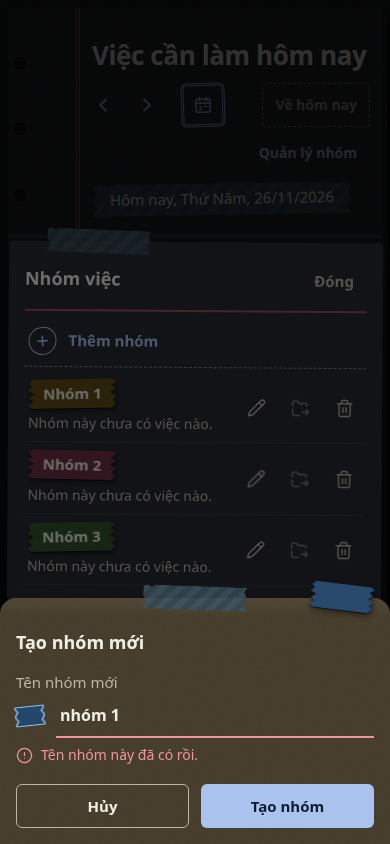 Việc cần làm hôm nay
Về hôm nay
Quản lý nhóm
Hôm nay, Thứ Năm, 26/11/2026
Nhóm việc
Đóng
Thêm nhóm
Nhóm 1
Nhóm này chưa có việc nào.
Nhóm 2
Nhóm này chưa có việc nào.
Nhóm 3
Nhóm này chưa có việc nào.
Tạo nhóm mới
Tên nhóm mới
nhóm 1
Tên nhóm này đã có rồi.
Hủy
Tạo nhóm